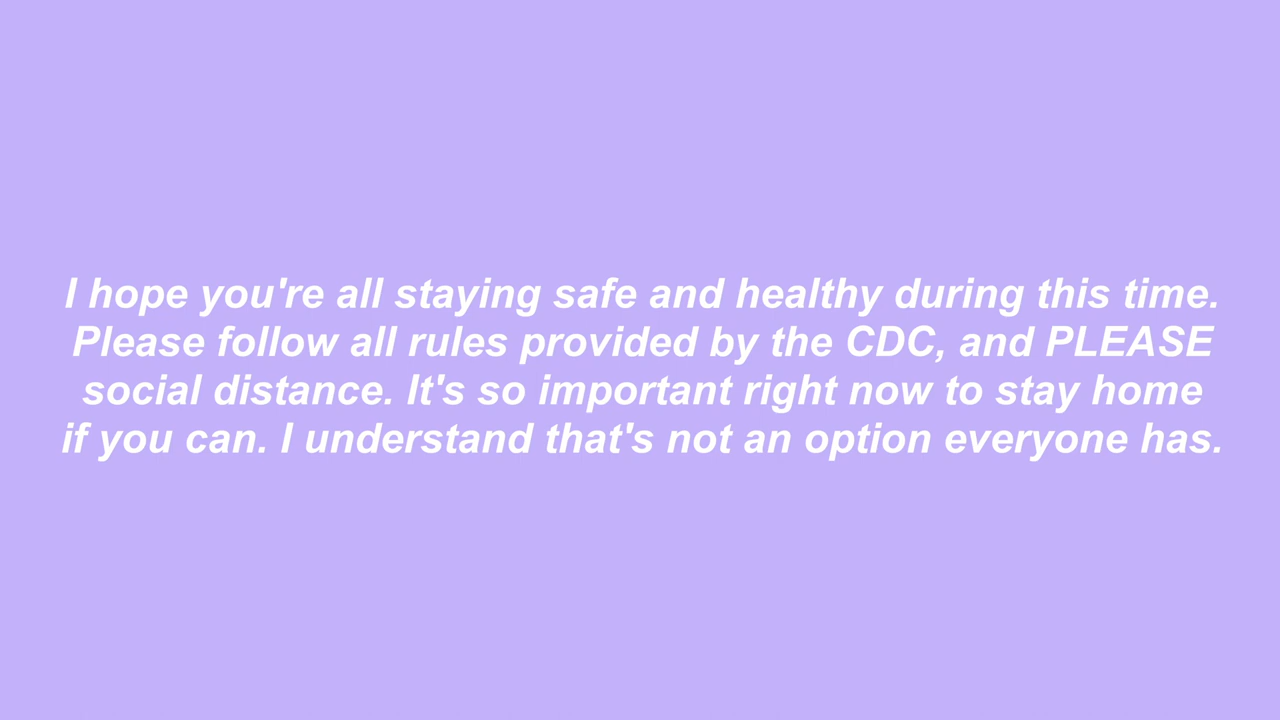 I hope you're all staying safe and healthy during this time.
Please follow all rules provided by the CDC, and PLEASE
social distance. It's so important right now to stay home
if you can. I understand that's not an option everyone has.